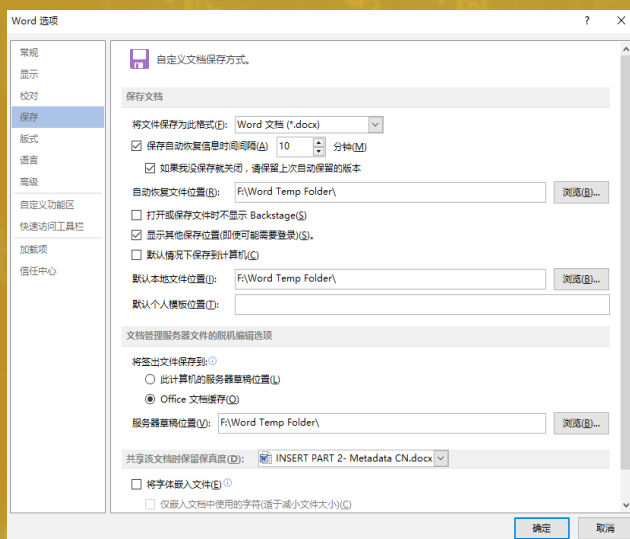 Word 选项
常规
显示
校对
保存
版式
语言
高级
自定义功能区
快速访问工具栏
加载项
信任中心
自定义文档保存方式。
保存文档
将文件保存为此格式(F): Word 文档 (*.docx)
保存自动恢复信息时间间隔(A) 10 分钟(M)
如果我没保存就关闭，请保留上次自动保留的版本
自动恢复文件位置(R): F:\Word Temp Folder\ 浏览(B)...
打开或保存文件时不显示 Backstage(S)
显示其他保存位置(即使可能需要登录)(S)。
默认情况下保存到计算机(C)
默认本地文件位置(I): F:\Word Temp Folder\ 浏览(B)...
默认个人模板位置(T):
文档管理服务器文件的脱机编辑选项
将签出文件保存到:
此计算机的服务器草稿位置(L)
Office 文档缓存(O)
服务器草稿位置(V): F:\Word Temp Folder\ 浏览(B)...
共享该文档时保留保真度(D): INSERT PART 2- Metadata CN.docx
将字体嵌入文件(E)
仅嵌入文档中使用的字符(适于减小文件大小)(C)
确定 取消